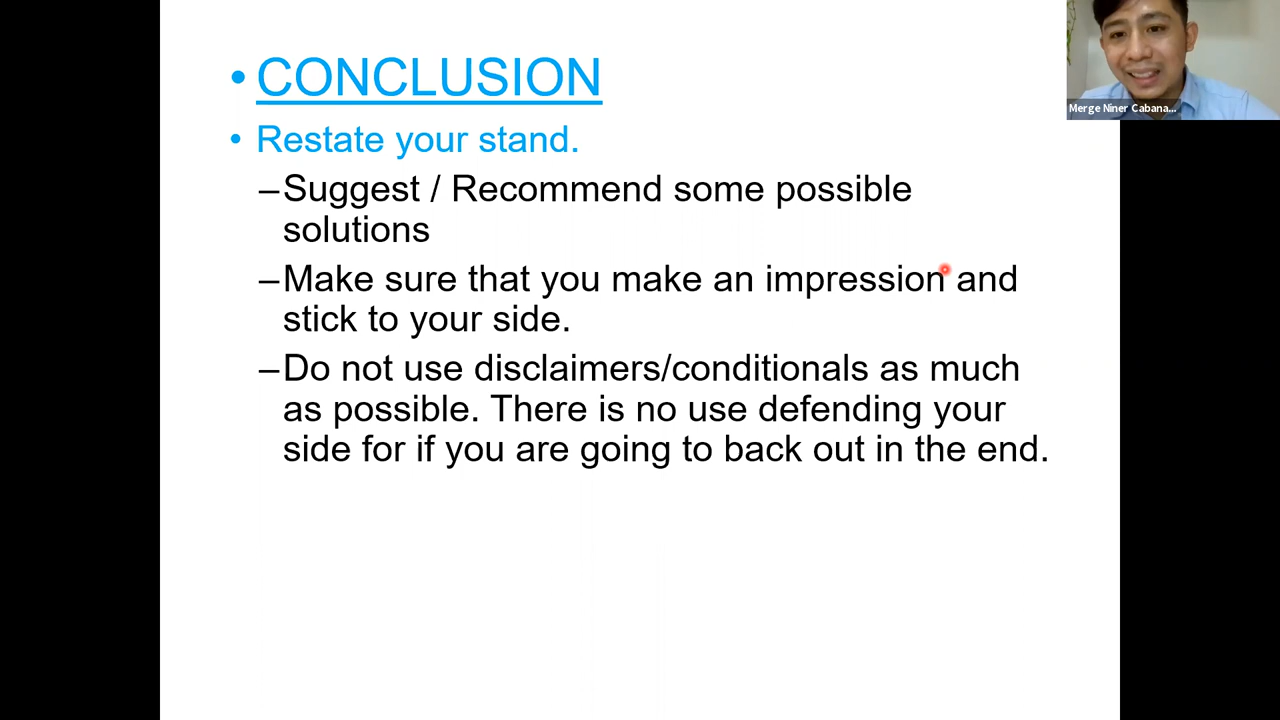 • CONCLUSION
• Restate your stand.
–Suggest / Recommend some possible
solutions
–Make sure that you make an impression and
stick to your side.
–Do not use disclaimers/conditionals as much
as possible. There is no use defending your
side for if you are going to back out in the end.
Merge Niner Cabana...